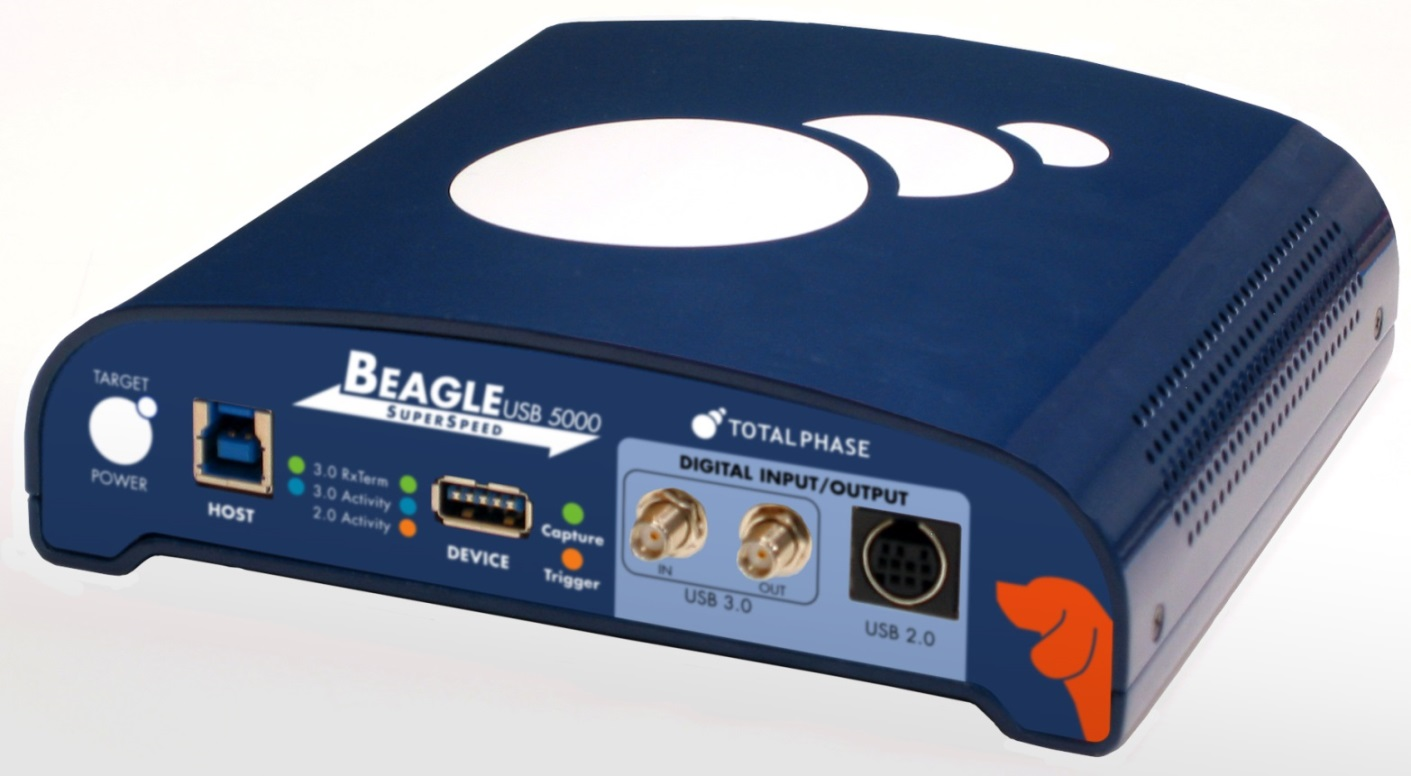 TARGET
POWER
HOST
BEAGLE USB 5000
SUPERSPEED
3.0 RxTerm
3.0 Activity
2.0 Activity
DEVICE
Capture
Trigger
TOTAL PHASE
DIGITAL INPUT/OUTPUT
IN
OUT
USB 3.0
USB 2.0